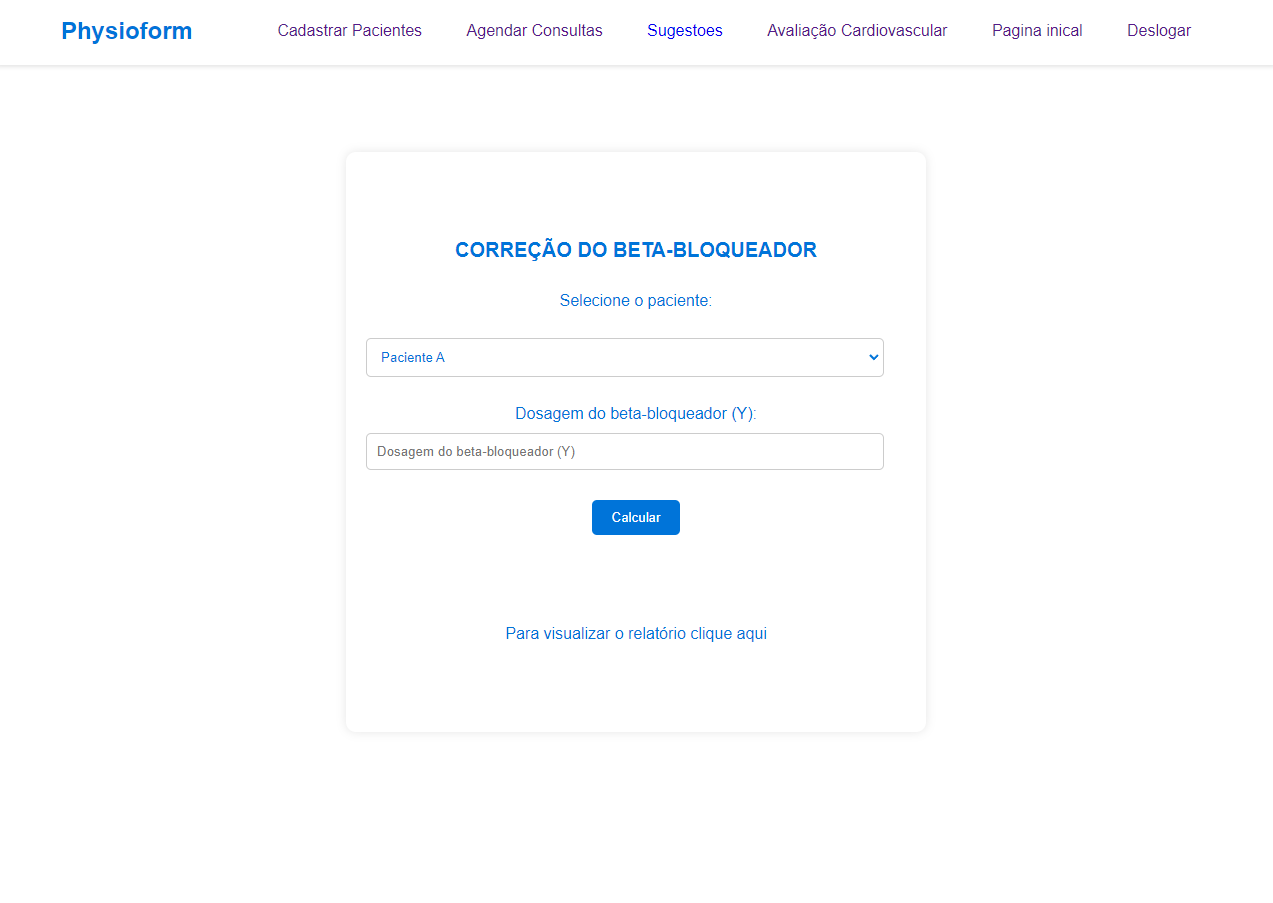 Physioform
Cadastrar Pacientes
Agendar Consultas
Sugestoes
Avaliação Cardiovascular
Pagina inical
Deslogar
CORREÇÃO DO BETA-BLOQUEADOR
Selecione o paciente:
Paciente A
Dosagem do beta-bloqueador (Y):
Dosagem do beta-bloqueador (Y)
Calcular
Para visualizar o relatório clique aqui